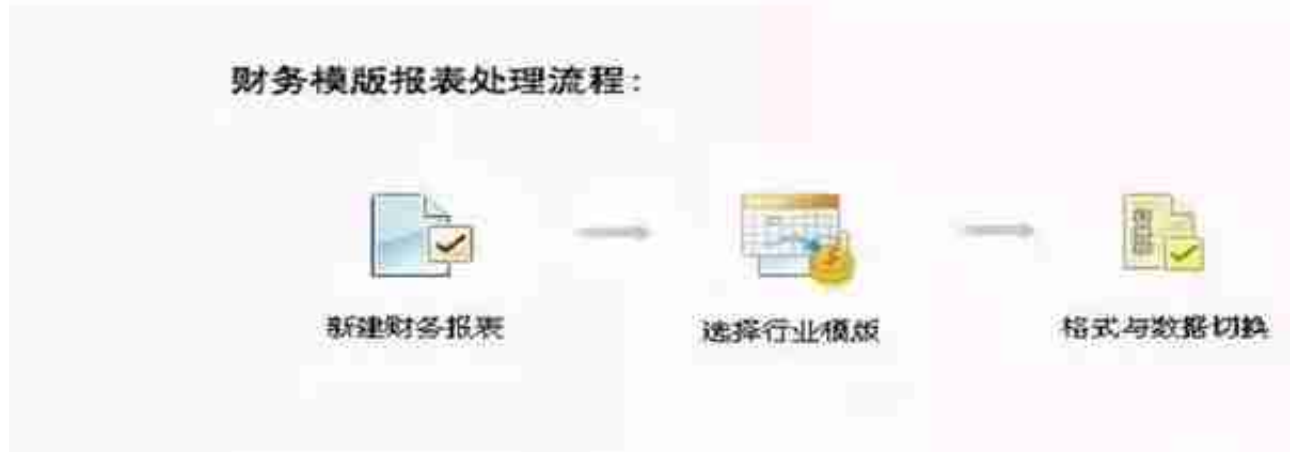 财务模版报表处理流程：
新建财务报表
选择行业模版
格式与数据切换